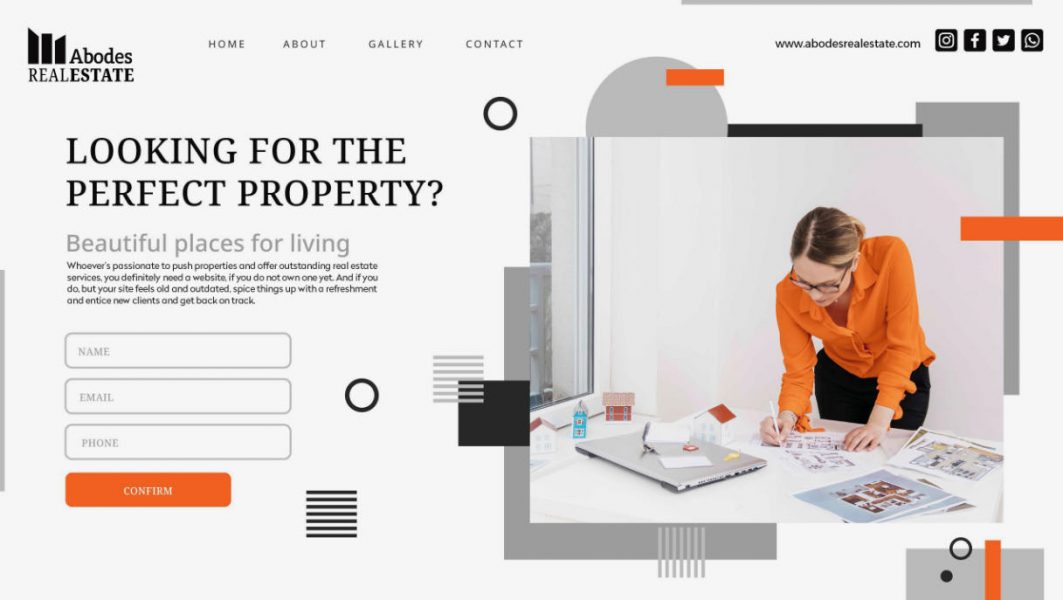 Abodes
REALESTATE
HOME ABOUT GALLERY CONTACT
www.abodesrealestate.com
LOOKING FOR THE
PERFECT PROPERTY?
Beautiful places for living
Whoever's passionate to push properties and offer outstanding real estate
services, you definitely need a website, if you do not own one yet. And if you
do, but your site feels old and outdated, spice things up with a refreshment
and entice new clients and get back on track.
NAME
EMAIL
PHONE
CONFIRM